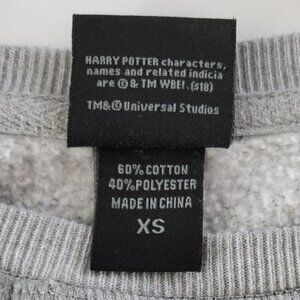 HARRY POTTER characters,
names and related indicia
are © & TM WBEI. (s18)
TM&© Universal Studios
60% COTTON
40% POLYESTER
MADE IN CHINA
XS